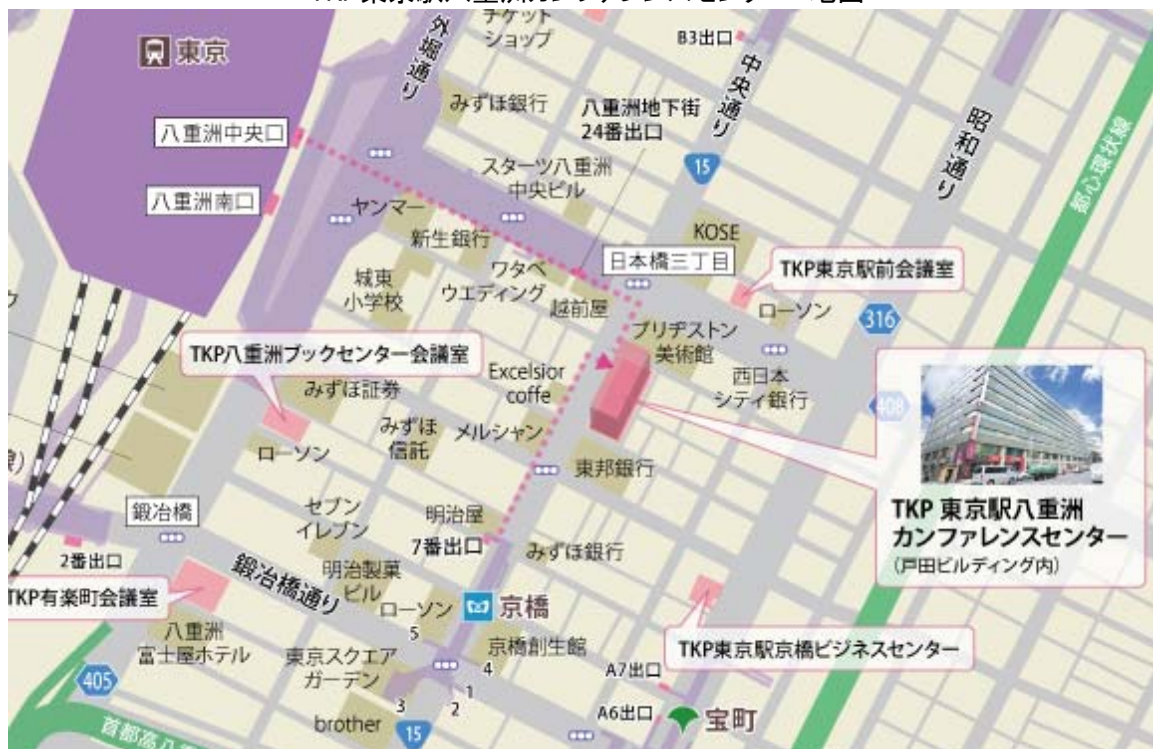 東京
八重洲中央口
八重洲南口
外堀通り
チケット
ショップ
B3出口
中央通り
昭和通り
都心環状線
みずほ銀行
八重洲地下街
24番出口
15
スターツ八重洲
中央ビル
ヤンマー
新生銀行
KOSE
日本橋三丁目
TKP東京駅前会議室
城東
小学校
ワタベ
ウエディング
越前屋
ローソン
316
ブリヂストン
美術館
TKP八重洲ブックセンター会議室
みずほ証券
Excelsior
coffe
西日本
シティ銀行
408
みずほ
信託
メルシャン
ローソン
東邦銀行
TKP 東京駅八重洲
カンファレンスセンター
(戸田ビルディング内)
鍛冶橋
セブン
イレブン
明治屋
7番出口
みずほ銀行
2番出口
鍛冶橋通り
明治製菓
ビル
ローソン
京橋
TKP有楽町会議室
5
京橋創生館
TKP東京駅京橋ビジネスセンター
八重洲
富士屋ホテル
東京スクエア
ガーデン
4
1
2
3
A7出口
A6出口
宝町
405
brother
15